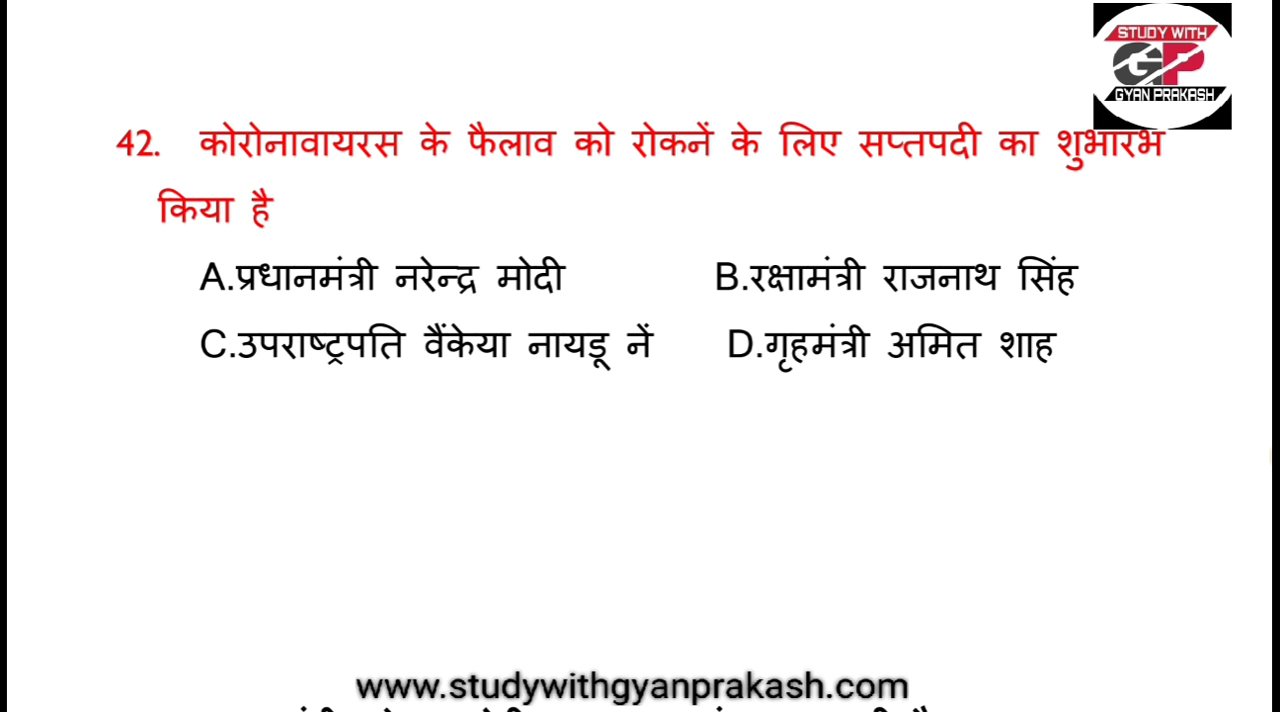 STUDY WITH
GP
GYAN PRAKASH
42. कोरोनावायरस के फैलाव को रोकनें के लिए सप्तपदी का शुभारंभ
किया है
A.प्रधानमंत्री नरेन्द्र मोदी B.रक्षामंत्री राजनाथ सिंह
C.उपराष्ट्रपति वैंकेया नायडू नें D.गृहमंत्री अमित शाह
www.studywithgyanprakash.com